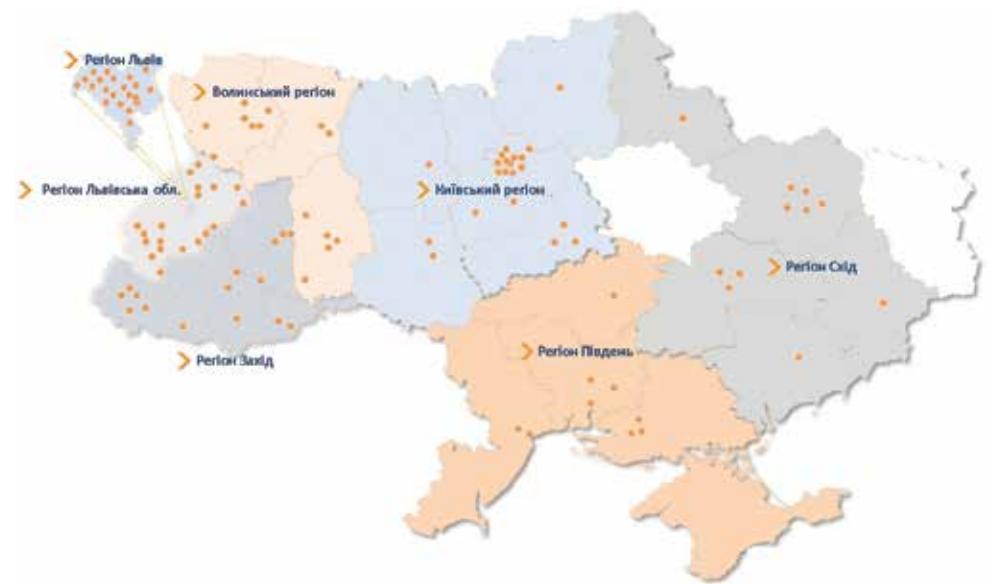 Регіон Львів
Волинський регіон
Регіон Львівська обл.
Київський регіон
Регіон Схід
Регіон Південь
Регіон Захід